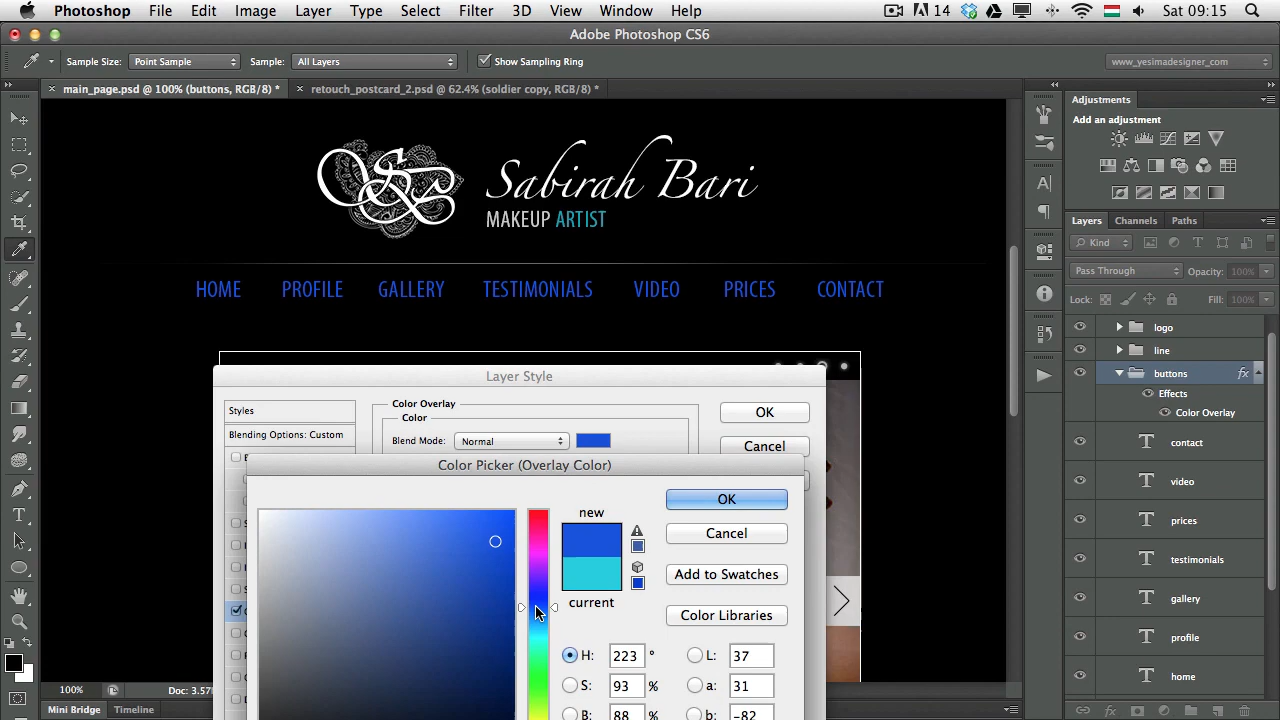 Photoshop File Edit Image Layer Type Select Filter 3D View Window Help 14 Sat 09:15
Adobe Photoshop CS6
Sample Size: Point Sample Sample: All Layers Show Sampling Ring www_yesimadesigner_com
main_page.psd @ 100% (buttons, RGB/8) * retouch_postcard_2.psd @ 62.4% (soldier copy, RGB/8) *
Adjustments
Add an adjustment
Sabirah Bari
MAKEUP ARTIST
HOME PROFILE GALLERY TESTIMONIALS VIDEO PRICES CONTACT
Layers Channels Paths
Kind
Pass Through Opacity: 100%
Lock: Fill: 100%
logo
line
buttons fx
Effects
Color Overlay
contact
video
prices
testimonials
gallery
profile
home
Layer Style
Styles
Blending Options: Custom
Color Overlay
Color
Blend Mode: Normal
OK
Cancel
Color Picker (Overlay Color)
new
current
OK
Cancel
Add to Swatches
Color Libraries
H: 223 °
S: 93 %
B: 88 %
L: 37
a: 31
b: -82
100% Doc: 3.57
Mini Bridge Timeline